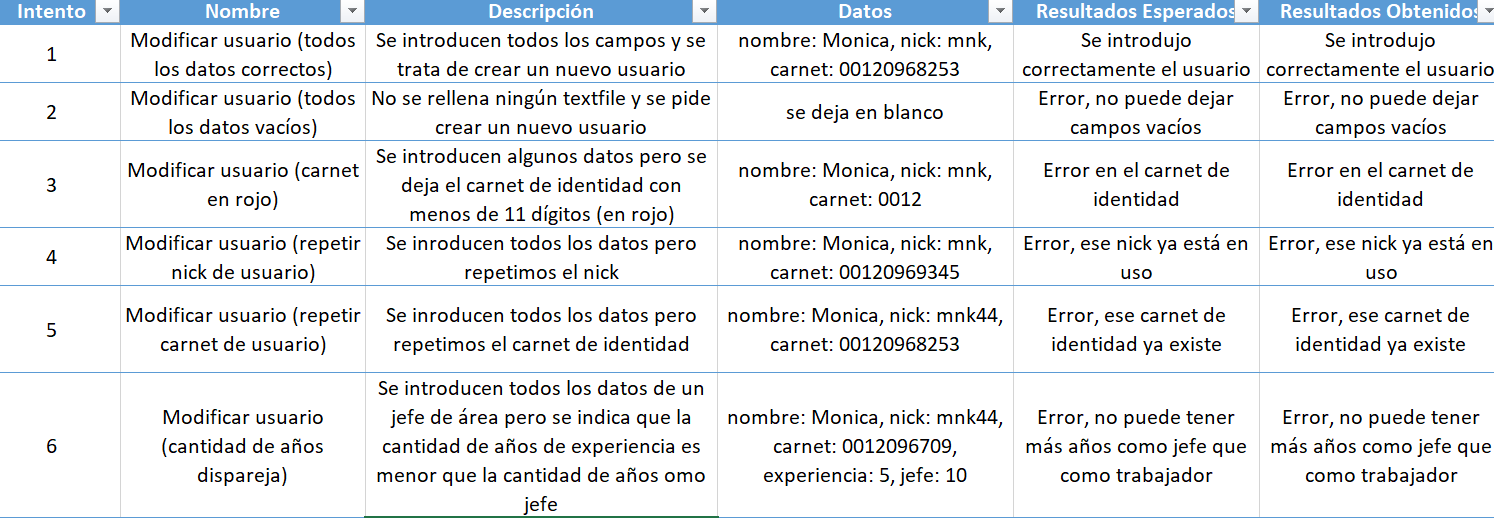 Intento Nombre Descripción Datos Resultados Esperados Resultados Obtenidos
1
Modificar usuario (todos
los datos correctos)
Se introducen todos los campos y se
trata de crear un nuevo usuario
nombre: Monica, nick: mnk,
carnet: 00120968253
Se introdujo
correctamente el usuario
Se introdujo
correctamente el usuario
2
Modificar usuario (todos
los datos vacíos)
No se rellena ningún textfile y se pide
crear un nuevo usuario
se deja en blanco
Error, no puede dejar
campos vacíos
Error, no puede dejar
campos vacíos
3
Modificar usuario (carnet
en rojo)
Se introducen algunos datos pero se
deja el carnet de identidad con
menos de 11 dígitos (en rojo)
nombre: Monica, nick: mnk,
carnet: 0012
Error en el carnet de
identidad
Error en el carnet de
identidad
4
Modificar usuario (repetir
nick de usuario)
Se inroducen todos los datos pero
repetimos el nick
nombre: Monica, nick: mnk,
carnet: 00120969345
Error, ese nick ya está en
uso
Error, ese nick ya está en
uso
5
Modificar usuario (repetir
carnet de usuario)
Se inroducen todos los datos pero
repetimos el carnet de identidad
nombre: Monica, nick: mnk44,
carnet: 00120968253
Error, ese carnet de
identidad ya existe
Error, ese carnet de
identidad ya existe
6
Modificar usuario
(cantidad de años
dispareja)
Se introducen todos los datos de un
jefe de área pero se indica que la
cantidad de años de experiencia es
menor que la cantidad de años omo
jefe
nombre: Monica, nick: mnk44,
carnet: 0012096709,
experiencia: 5, jefe: 10
Error, no puede tener
más años como jefe que
como trabajador
Error, no puede tener
más años como jefe que
como trabajador